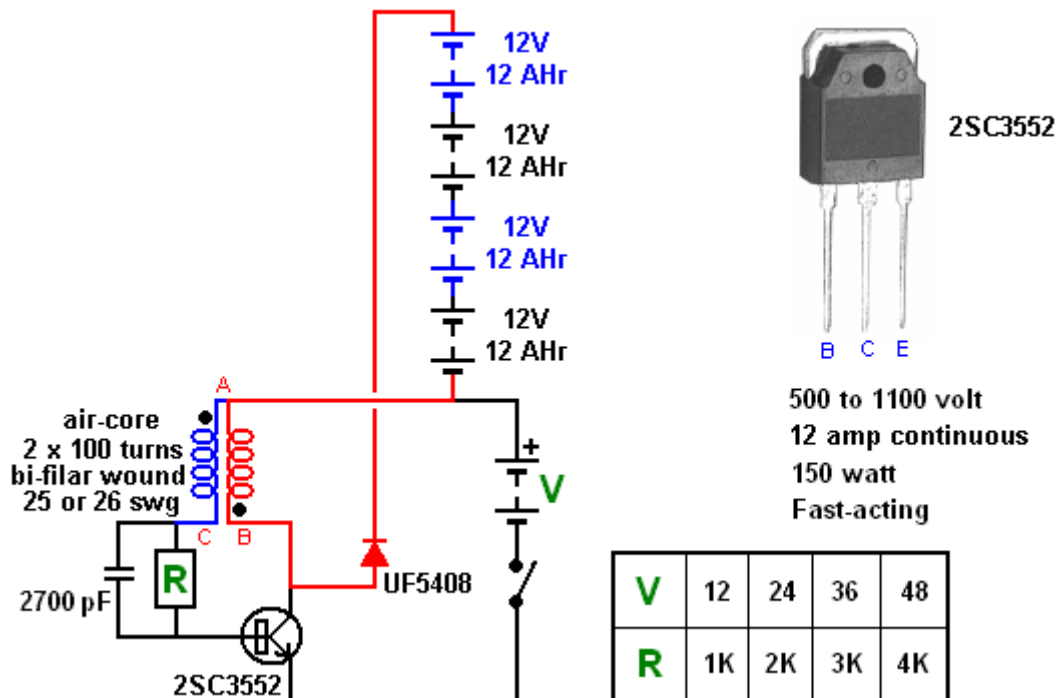 12V
12 AHr
12V
12 AHr
12V
12 AHr
12V
12 AHr
2SC3552
B C E
500 to 1100 volt
12 amp continuous
150 watt
Fast-acting
A
air-core
2 x 100 turns
bi-filar wound
25 or 26 swg
C B
+
V
R
2700 pF
UF5408
2SC3552
V 12 24 36 48
R 1K 2K 3K 4K